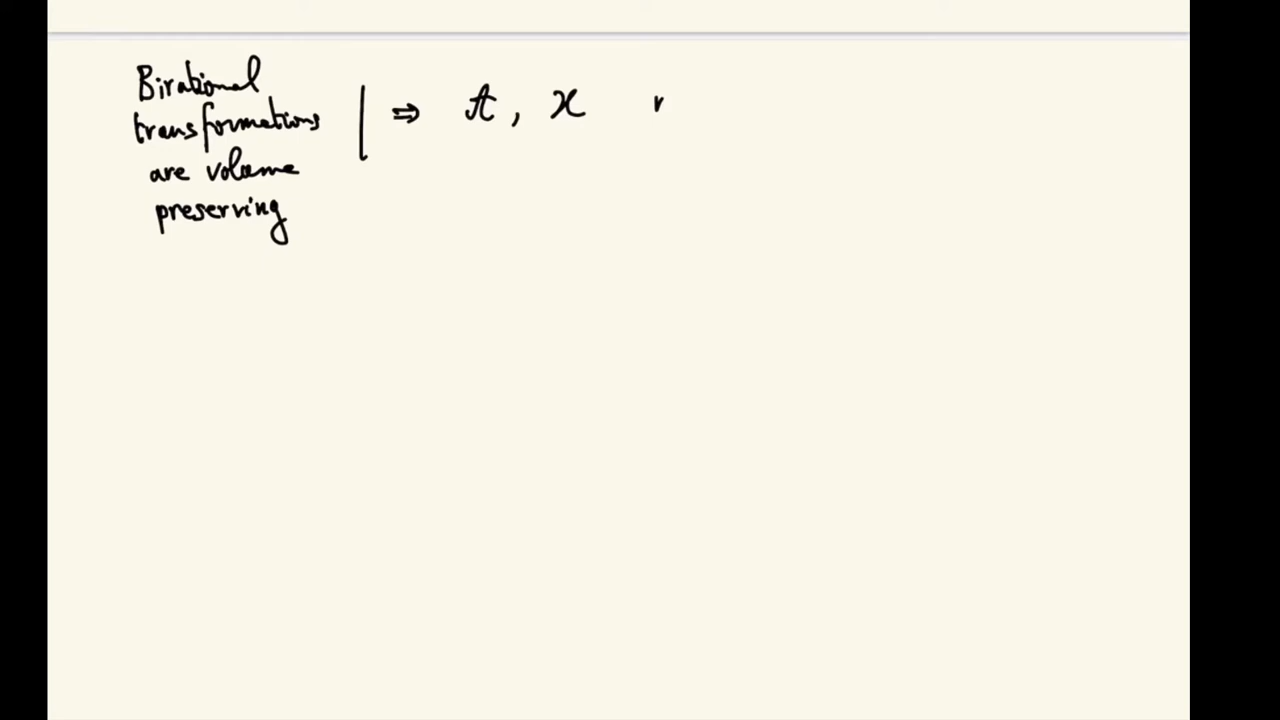 Birational
transformations
are volume
preserving
| ⇒ 𝒜, 𝒳